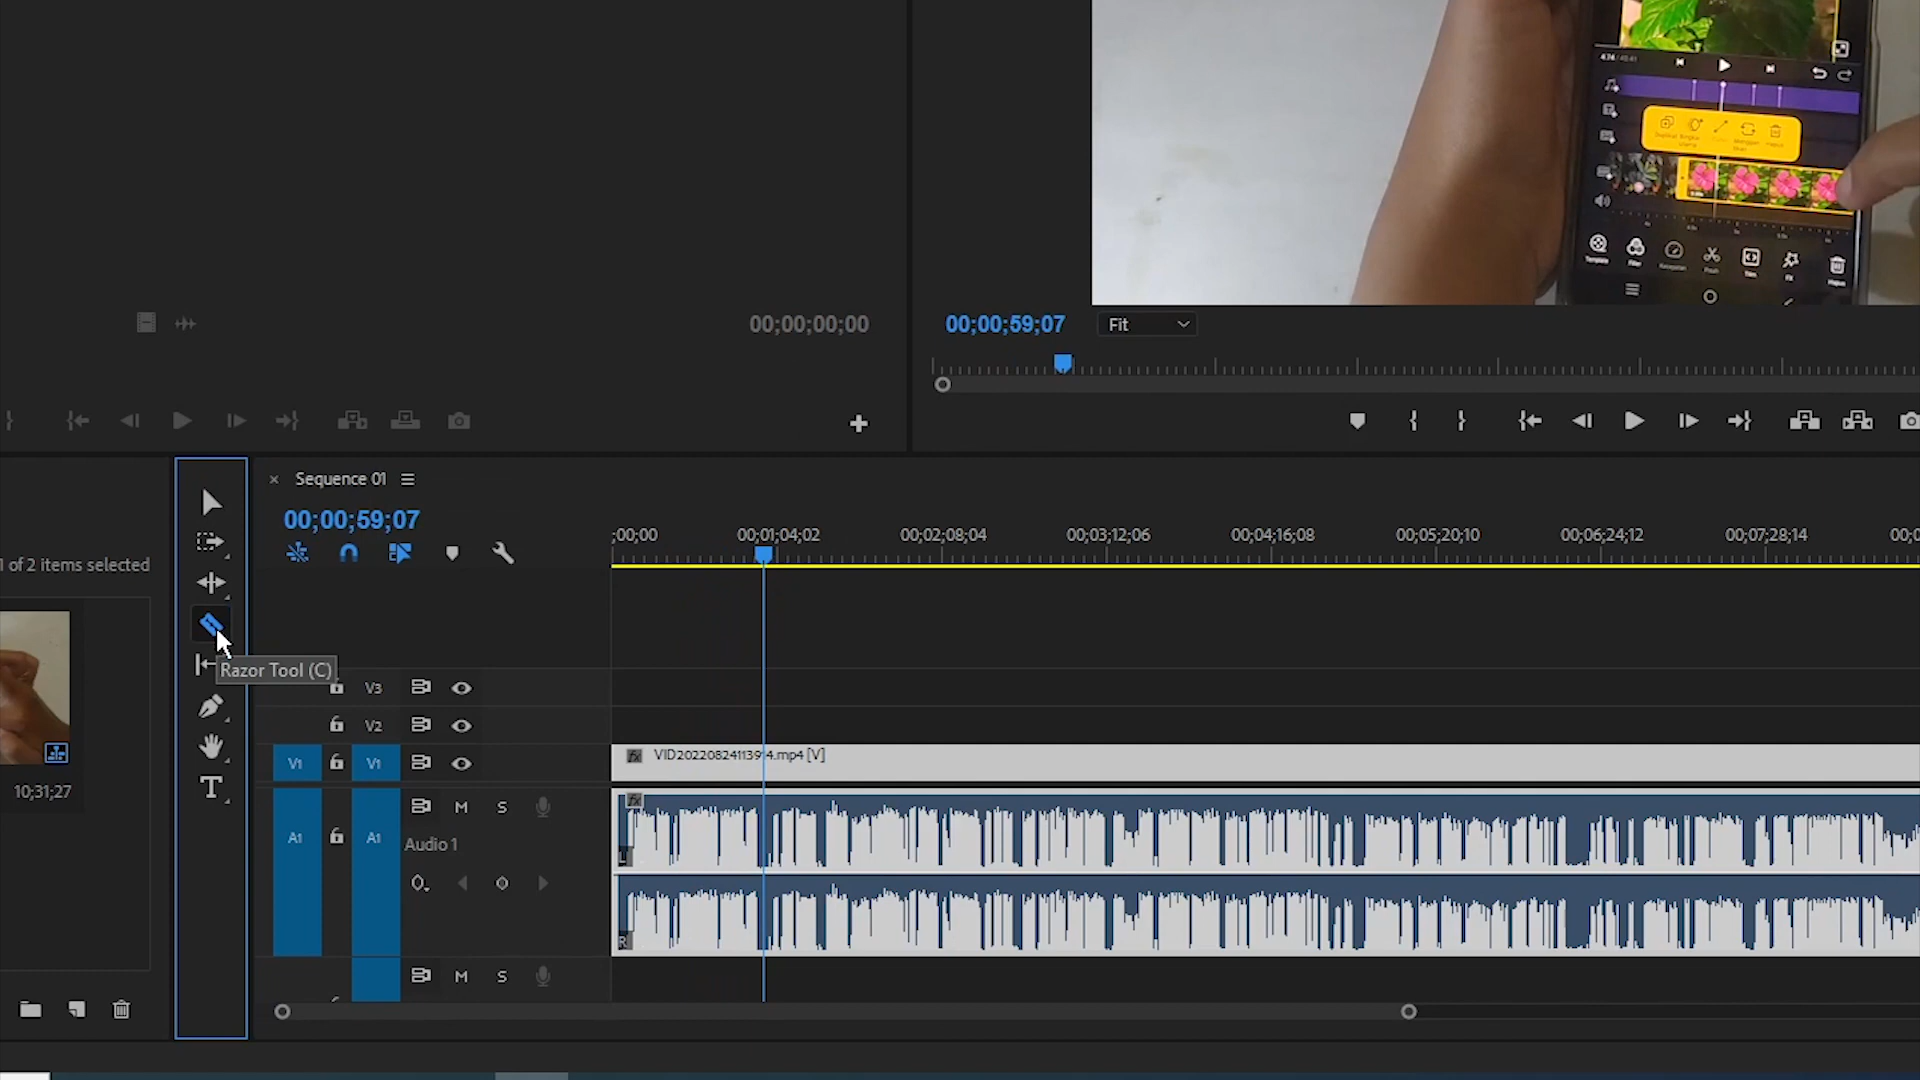 00;00;00;00
00;00;59;07
Fit
Sequence 01
00;00;59;07
;00;00
00;01;04;02
00;02;08;04
00;03;12;06
00;04;16;08
00;05;20;10
00;06;24;12
00;07;28;14
1 of 2 items selected
Razor Tool (C)
V3
V2
V1 V1
A1 A1
M S
Audio 1
10;31;27
M S
L
R
fx
fx
T